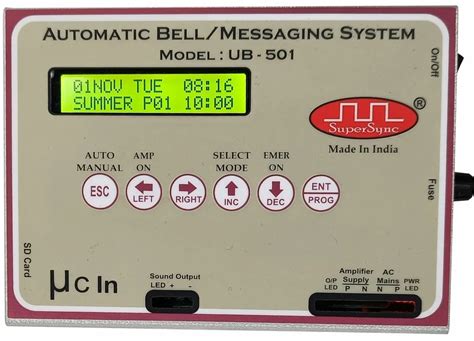 AUTOMATIC BELL/MESSAGING SYSTEM
MODEL : UB - 501
On/Off
01NOV TUE 08:16
SUMMER P01 10:00
®
SuperSync
Made In India
AUTO AMP SELECT EMER
MANUAL ON MODE ON
ESC LEFT RIGHT INC DEC ENT PROG
Fuse
SD Card
µc In
Sound Output
LED + -
Amplifier AC
O/P Supply Mains PWR
LED P N N P LED